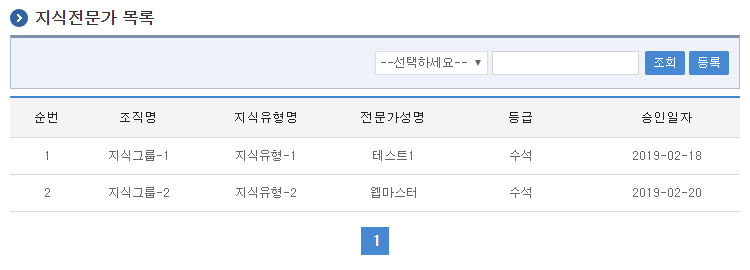 지식전문가 목록
--선택하세요-- 조회 등록
순번 조직명 지식유형명 전문가성명 등급 승인일자
1 지식그룹-1 지식유형-1 테스트1 수석 2019-02-18
2 지식그룹-2 지식유형-2 웹마스터 수석 2019-02-20
1